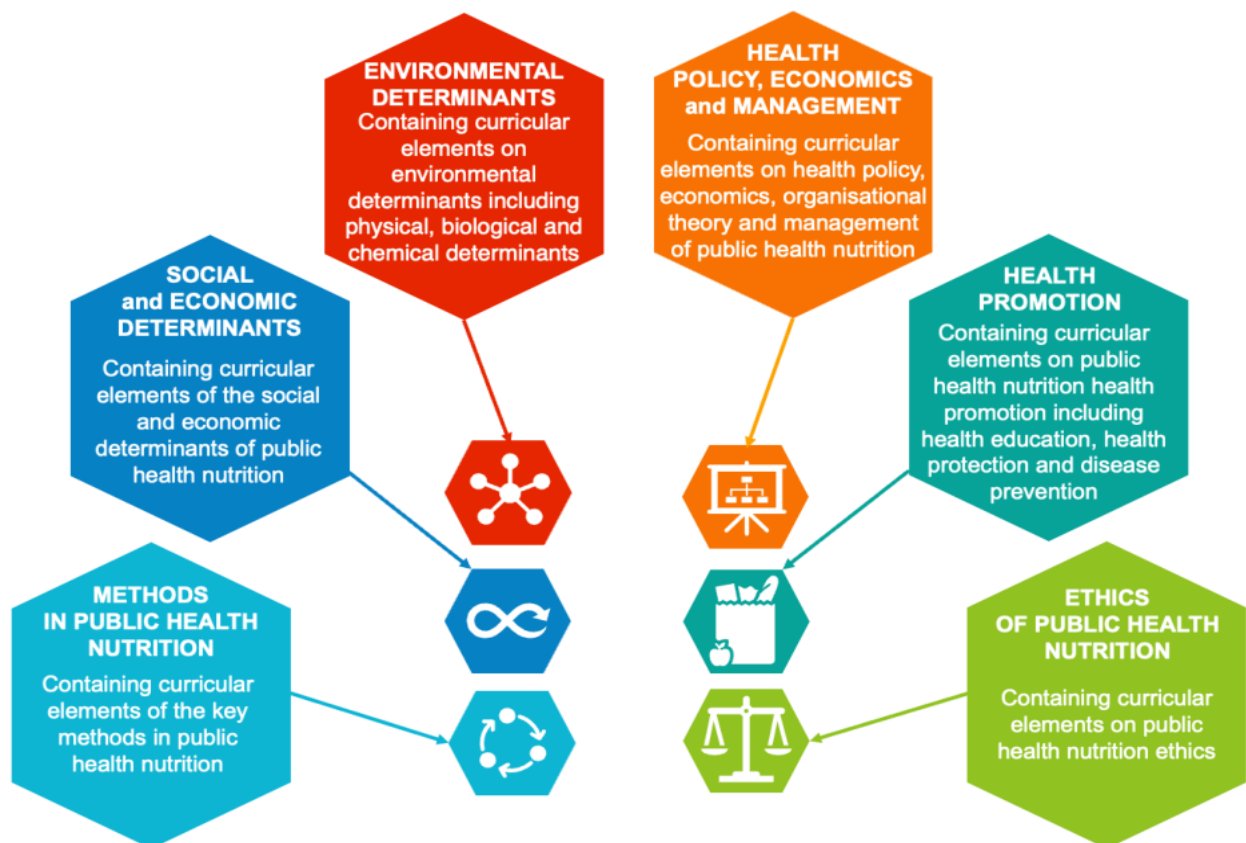 ENVIRONMENTAL
DETERMINANTS
Containing curricular
elements on
environmental
determinants including
physical, biological and
chemical determinants
HEALTH
POLICY, ECONOMICS
and MANAGEMENT
Containing curricular
elements on health policy,
economics, organisational
theory and management
of public health nutrition
SOCIAL
and ECONOMIC
DETERMINANTS
Containing curricular
elements of the social
and economic
determinants of public
health nutrition
HEALTH
PROMOTION
Containing curricular
elements on public
health nutrition health
promotion including
health education, health
protection and disease
prevention
METHODS
IN PUBLIC HEALTH
NUTRITION
Containing curricular
elements of the key
methods in public
health nutrition
ETHICS
OF PUBLIC HEALTH
NUTRITION
Containing curricular
elements on public
health nutrition ethics